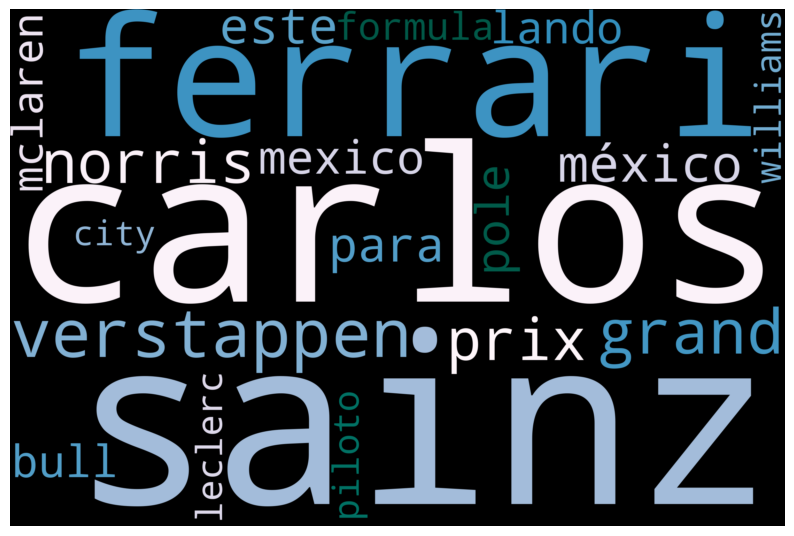 mclaren
este
formula
lando
williams
ferrari
norris
mexico
pole
méxico
carlos
city
para
verstappen
prix
grand
sainz
bull
leclerc
piloto